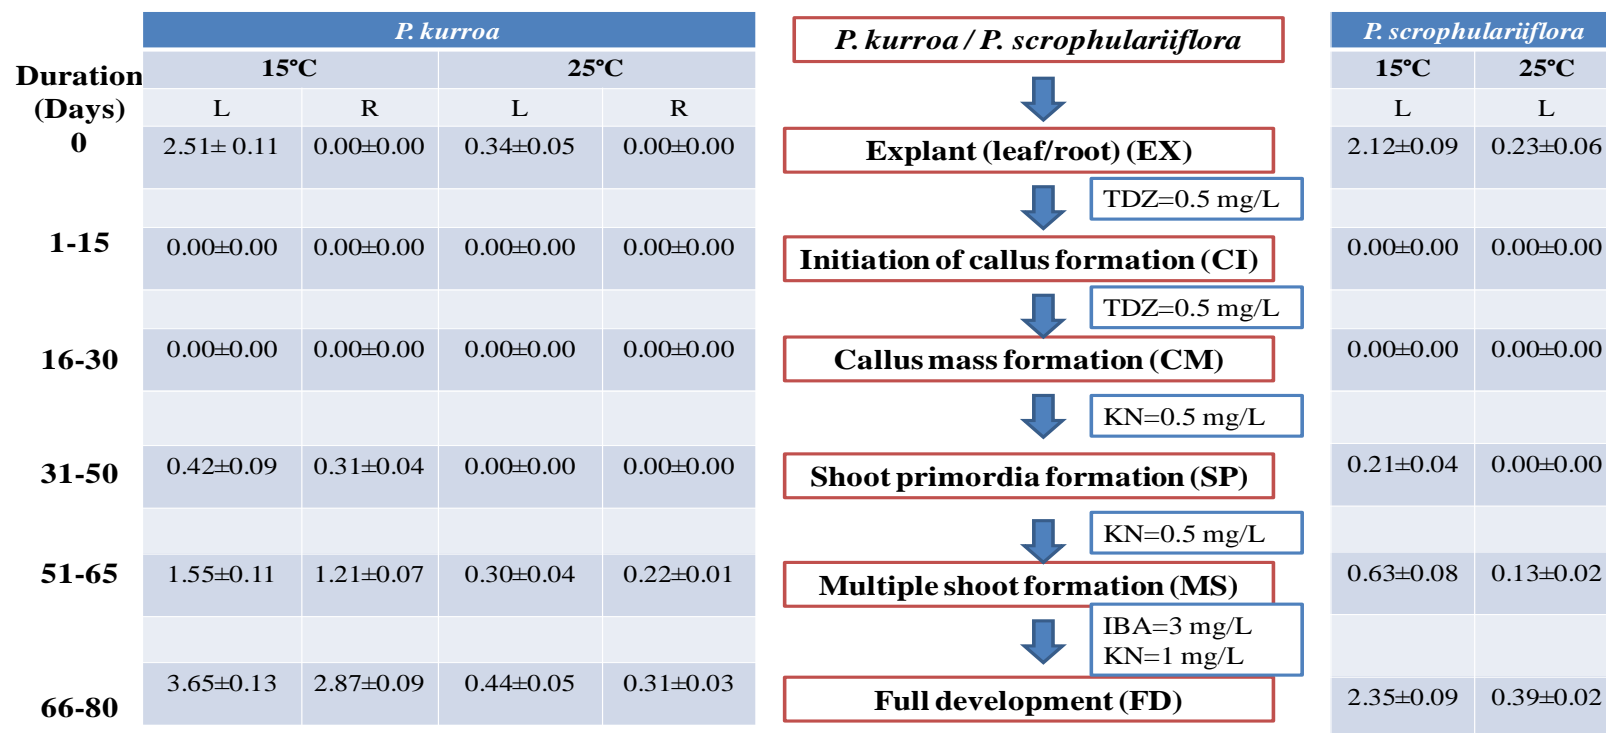 P. kurroa
P. kurroa / P. scrophulariiflora
P. scrophulariiflora
Duration
(Days)
15ºC 25ºC
15ºC 25ºC
L R L R
L L
0 2.51± 0.11 0.00±0.00 0.34±0.05 0.00±0.00 Explant (leaf/root) (EX) 2.12±0.09 0.23±0.06
TDZ=0.5 mg/L
1-15 0.00±0.00 0.00±0.00 0.00±0.00 0.00±0.00 Initiation of callus formation (CI) 0.00±0.00 0.00±0.00
TDZ=0.5 mg/L
16-30 0.00±0.00 0.00±0.00 0.00±0.00 0.00±0.00 Callus mass formation (CM) 0.00±0.00 0.00±0.00
KN=0.5 mg/L
31-50 0.42±0.09 0.31±0.04 0.00±0.00 0.00±0.00 Shoot primordia formation (SP) 0.21±0.04 0.00±0.00
KN=0.5 mg/L
51-65 1.55±0.11 1.21±0.07 0.30±0.04 0.22±0.01 Multiple shoot formation (MS) 0.63±0.08 0.13±0.02
IBA=3 mg/L
KN=1 mg/L
66-80 3.65±0.13 2.87±0.09 0.44±0.05 0.31±0.03 Full development (FD) 2.35±0.09 0.39±0.02